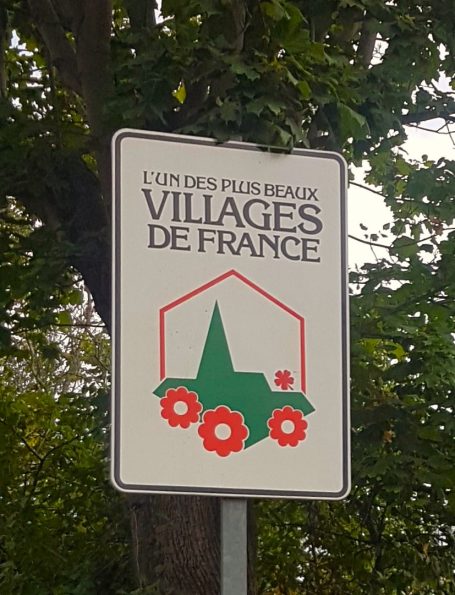 L'UN DES PLUS BEAUX
VILLAGES
DE FRANCE